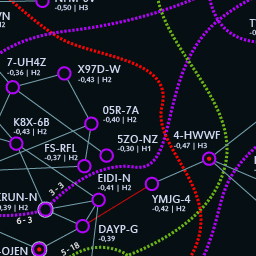 -0,50 | H3
7-UH4Z
-0,36 | H2
X97D-W
-0,43 | H2
05R-7A
-0,40 | H2
K8X-6B
-0,43 | H2
5ZO-NZ
-0,30 | H1
4-HWWF
-0,47 | H3
FS-RFL
-0,37 | H2
EIDI-N
-0,41 | H2
3-3
,39 | H2
YMJG-4
-0,42 | H2
6-3
DAYP-G
-0,39
5-18